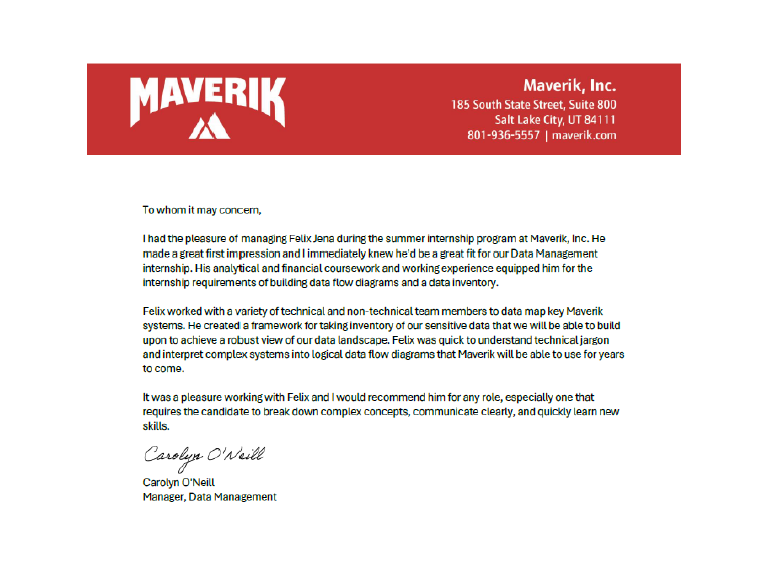 MAVERIK
Maverik, Inc.
185 South State Street, Suite 800
Salt Lake City, UT 84111
801-936-5557 | maverik.com
To whom it may concern,
I had the pleasure of managing Felix Jena during the summer internship program at Maverik, Inc. He
made a great first impression and I immediately knew he'd be a great fit for our Data Management
internship. His analytical and financial coursework and working experience equipped him for the
internship requirements of building data flow diagrams and a data inventory.
Felix worked with a variety of technical and non-technical team members to data map key Maverik
systems. He created a framework for taking inventory of our sensitive data that we will be able to build
upon to achieve a robust view of our data landscape. Felix was quick to understand technical jargon
and interpret complex systems into logical data flow diagrams that Maverik will be able to use for years
to come.
It was a pleasure working with Felix and I would recommend him for any role, especially one that
requires the candidate to break down complex concepts, communicate clearly, and quickly learn new
skills.
Carolyn O'Neill
Carolyn O'Neill
Manager, Data Management